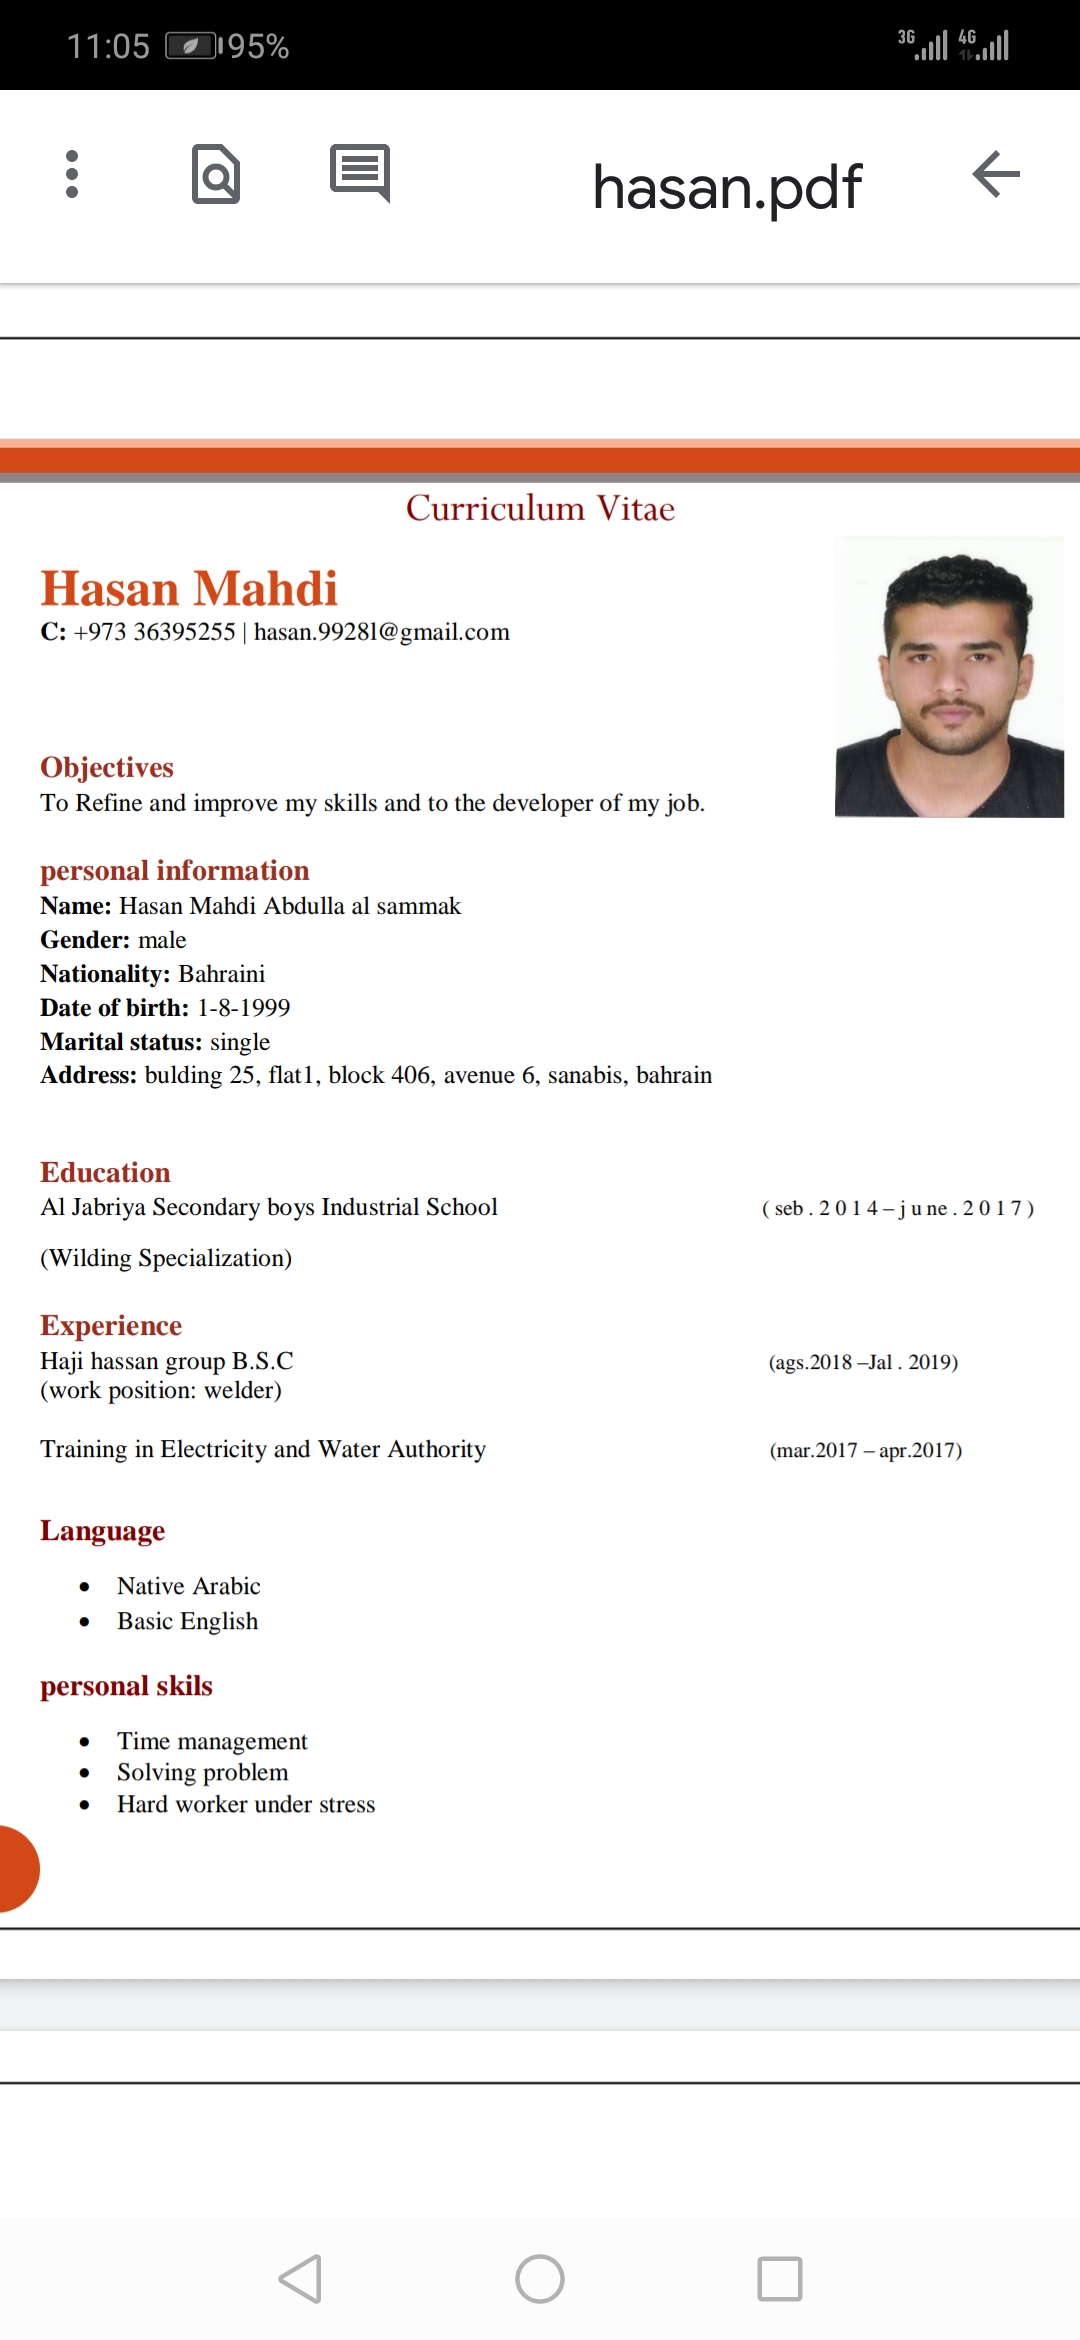 11:05 95% 3G 4G
hasan.pdf
Curriculum Vitae
Hasan Mahdi
C: +973 36395255 | hasan.99281@gmail.com
Objectives
To Refine and improve my skills and to the developer of my job.
personal information
Name: Hasan Mahdi Abdulla al sammak
Gender: male
Nationality: Bahraini
Date of birth: 1-8-1999
Marital status: single
Address: bulding 25, flat1, block 406, avenue 6, sanabis, bahrain
Education
Al Jabriya Secondary boys Industrial School (seb.2014–june.2017)
(Wilding Specialization)
Experience
Haji hassan group B.S.C (ags.2018 –Jal . 2019)
(work position: welder)
Training in Electricity and Water Authority (mar.2017 – apr.2017)
Language
• Native Arabic
• Basic English
personal skils
• Time management
• Solving problem
• Hard worker under stress